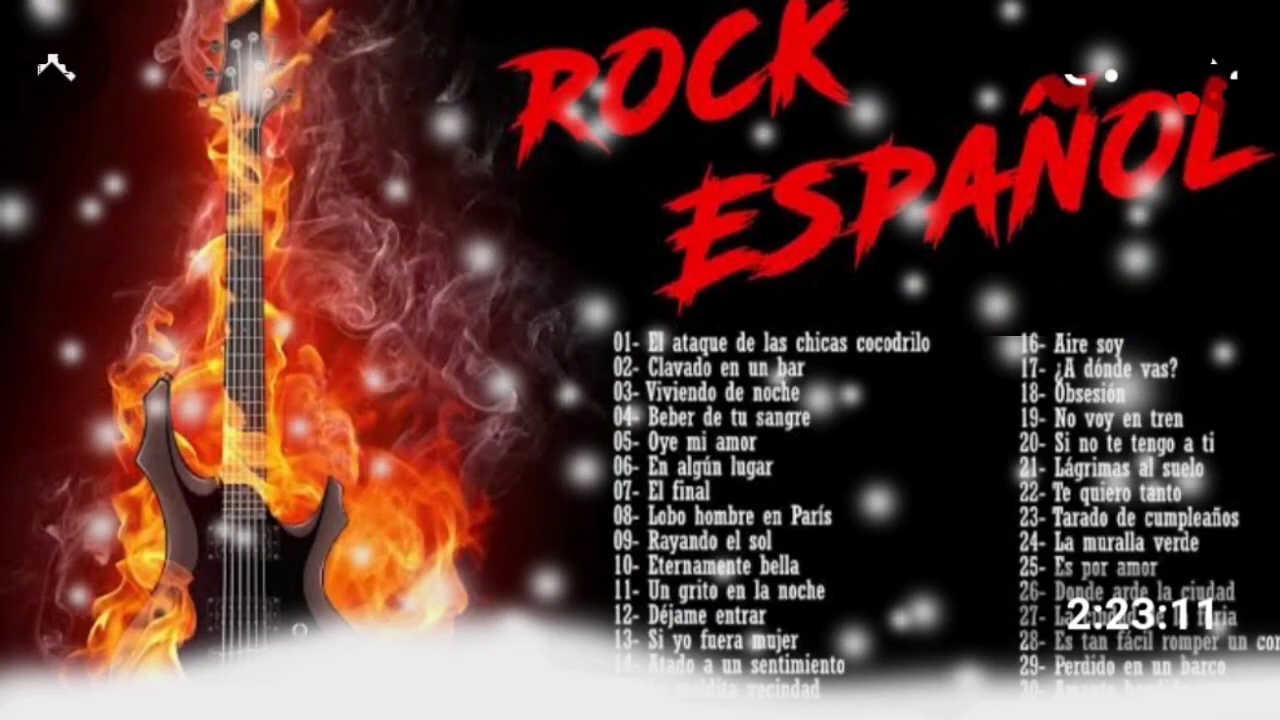 ROCK
ESPAÑOL
01- El ataque de las chicas cocodrilo
02- Clavado en un bar
03- Viviendo de noche
04- Beber de tu sangre
05- Oye mi amor
06- En algún lugar
07- El final
08- Lobo hombre en París
09- Rayando el sol
10- Eternamente bella
11- Un grito en la noche
12- Déjame entrar
13- Si yo fuera mujer
14- Atado a un sentimiento
maldita vecindad
16- Aire soy
17- ¿A dónde vas?
18- Obsesión
19- No voy en tren
20- Si no te tengo a ti
21- Lágrimas al suelo
22- Te quiero tanto
23- Tarado de cumpleaños
24- La muralla verde
25- Es por amor
26- Donde arde la ciudad
27-
2:23:11
28- Es tan fácil romper un
29- Perdido en un barco
30- Amante